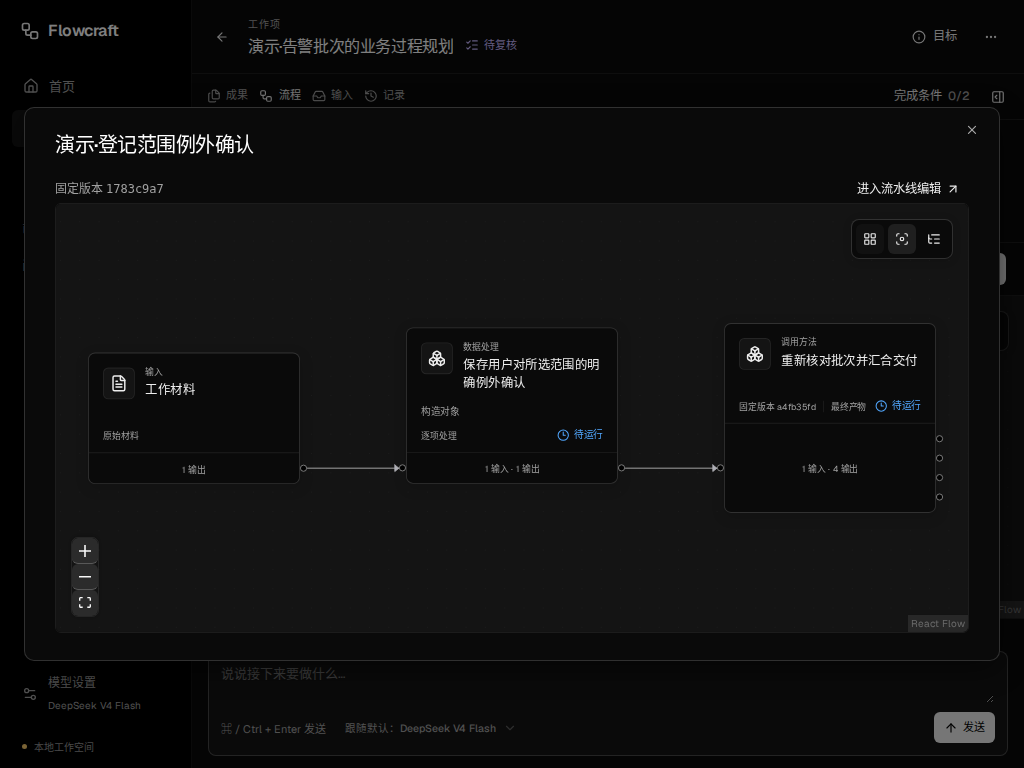 Flowcraft
首页
工作项
演示·告警批次的业务过程规划
待复核
目标
成果
流程
输入
记录
完成条件 0/2
演示·登记范围例外确认
固定版本 1783c9a7
进入流水线编辑
输入
工作材料
原始材料
1 输出
数据处理
保存用户对所选范围的明
确例外确认
构造对象
逐项处理
待运行
1 输入 · 1 输出
调用方法
重新核对批次并汇合交付
固定版本 a4fb35fd
最终产物
待运行
1 输入 · 4 输出
React Flow
Flow
模型设置
DeepSeek V4 Flash
本地工作空间
说说接下来要做什么...
⌘ / Ctrl + Enter 发送
跟随默认: DeepSeek V4 Flash
发送